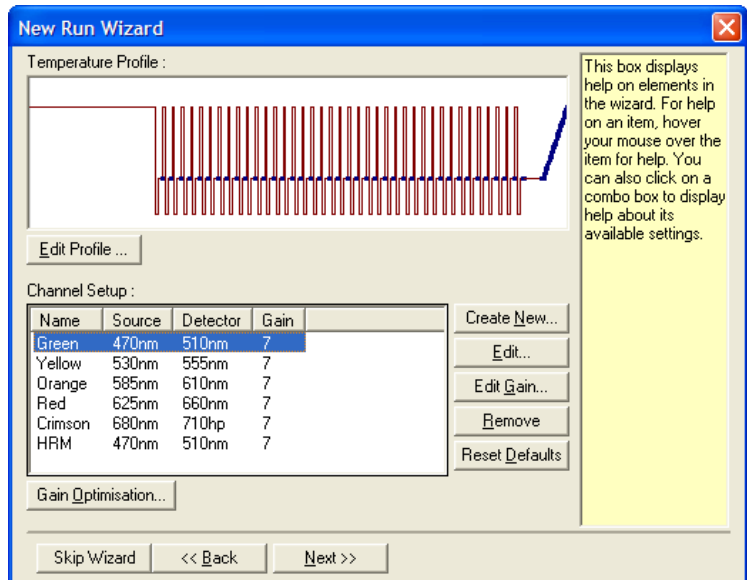 New Run Wizard
Temperature Profile :
Edit Profile ...
Channel Setup :
Name Source Detector Gain
Green 470nm 510nm 7
Yellow 530nm 555nm 7
Orange 585nm 610nm 7
Red 625nm 660nm 7
Crimson 680nm 710hp 7
HRM 470nm 510nm 7
Create New...
Edit...
Edit Gain...
Remove
Reset Defaults
Gain Optimisation...
This box displays
help on elements in
the wizard. For help
on an item, hover
your mouse over the
item for help. You
can also click on a
combo box to display
help about its
available settings.
Skip Wizard << Back Next >>